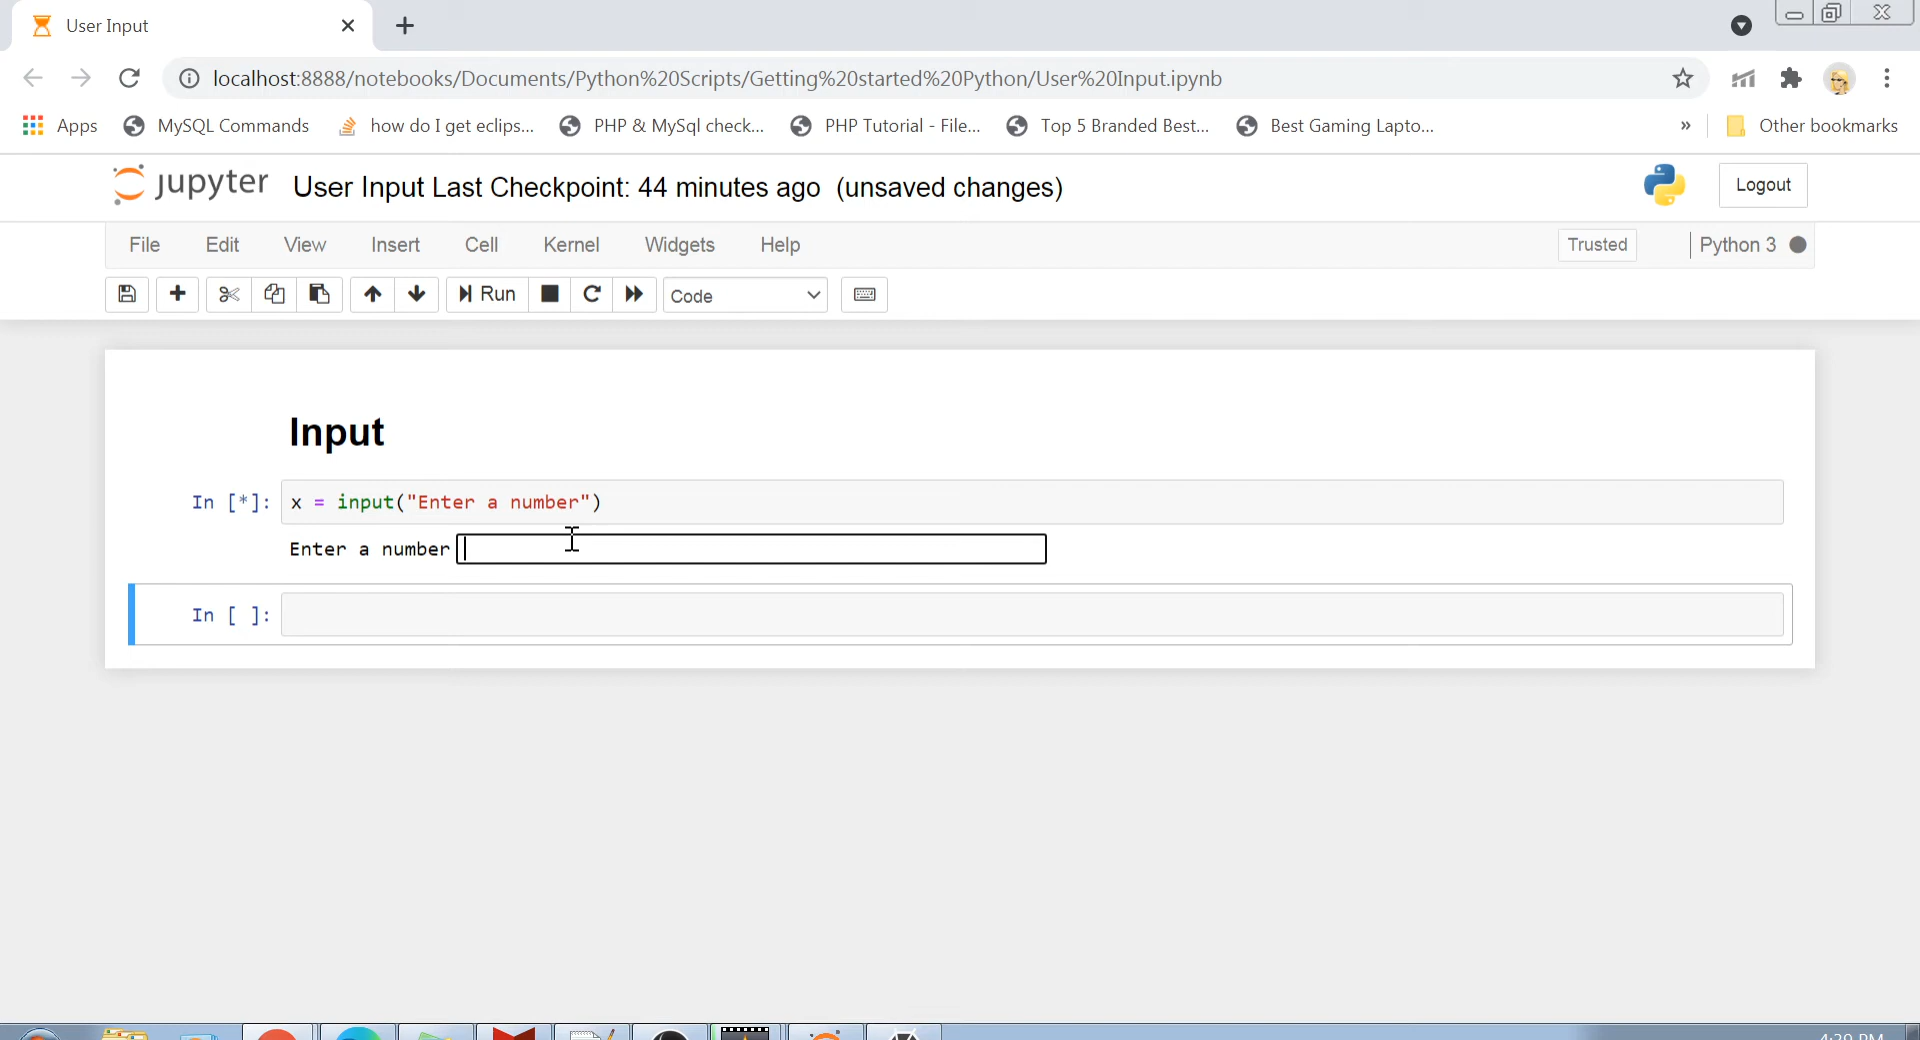 User Input
localhost:8888/notebooks/Documents/Python%20Scripts/Getting%20started%20Python/User%20Input.ipynb
Apps MySQL Commands how do I get eclips... PHP & MySql check... PHP Tutorial - File... Top 5 Branded Best... Best Gaming Lapto... » Other bookmarks
jupyter User Input Last Checkpoint: 44 minutes ago (unsaved changes) Logout
File Edit View Insert Cell Kernel Widgets Help Trusted Python 3
Run Code
Input
In [*]: x = input("Enter a number")
Enter a number
In [ ]: